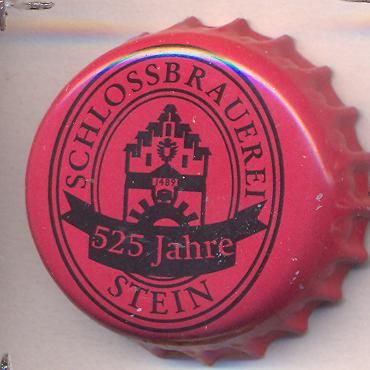 SCHLOSSBRAUEREI
1489
525 Jahre
STEIN